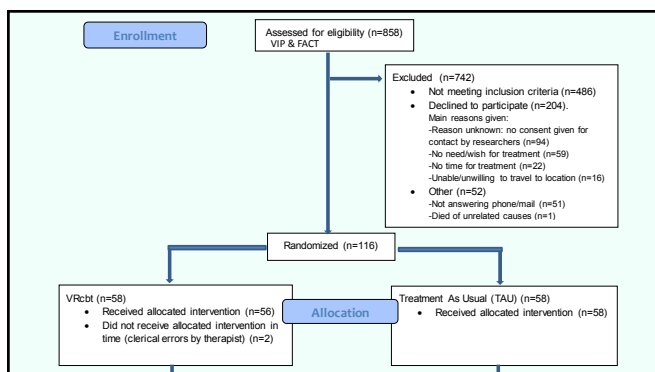 Enrollment
Assessed for eligibility (n=858)
VIP & FACT
Excluded (n=742)
• Not meeting inclusion criteria (n=486)
• Declined to participate (n=204).
Main reasons given:
-Reason unknown: no consent given for
contact by researchers (n=94)
-No need/wish for treatment (n=59)
-No time for treatment (n=22)
-Unable/unwilling to travel to location (n=16)
• Other (n=52)
-Not answering phone/mail (n=51)
-Died of unrelated causes (n=1)
Randomized (n=116)
VRcbt (n=58)
• Received allocated intervention (n=56)
• Did not receive allocated intervention in
time (clerical errors by therapist) (n=2)
Allocation
Treatment As Usual (TAU) (n=58)
• Received allocated intervention (n=58)